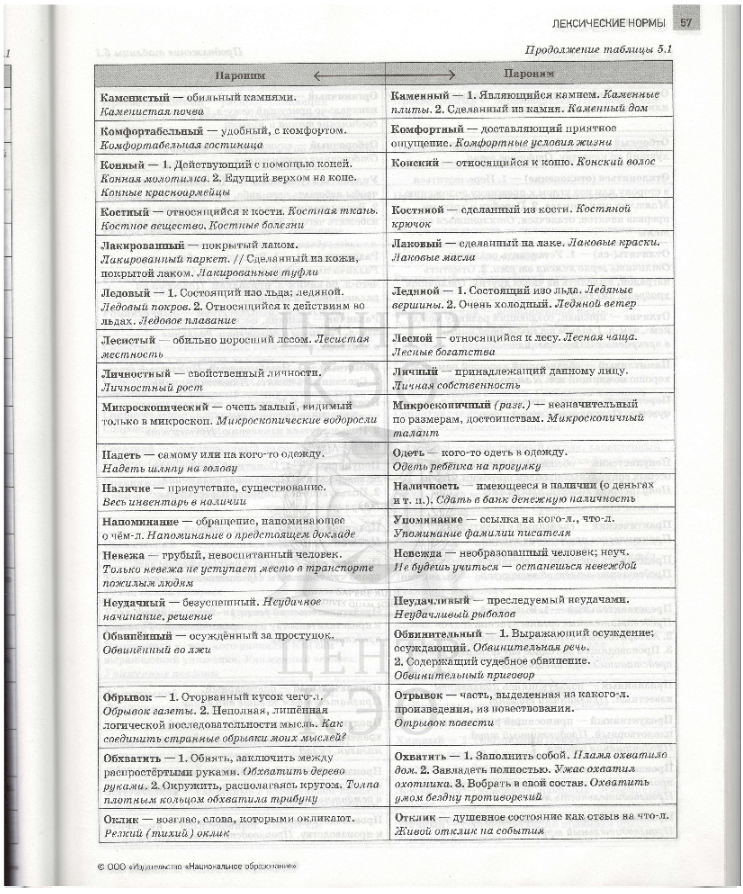 ЛЕКСИЧЕСКИЕ НОРМЫ 57
Продолжение таблицы 5.1
Пароним
Пароним
Каменистый — обильный камнями.
Каменистая почва
Каменный — 1. Являющийся камнем. Каменные
плиты. 2. Сделанный из камня. Каменный дом
Комфортабельный — удобный, с комфортом.
Комфортабельная гостиница
Комфортный — доставляющий приятное
ощущение. Комфортные условия жизни
Конный — 1. Действующий с помощью коней.
Конная молотилка. 2. Едущий верхом на коне.
Конные красноармейцы
Конский — относящийся к коню. Конский волос
Костный — относящийся к кости. Костная ткань.
Костное вещество. Костные болезни
Костяной — сделанный из кости. Костяной
крючок
Лакированный — покрытый лаком.
Лакированный паркет. // Сделанный из кожи,
покрытой лаком. Лакированные туфли
Лаковый — сделанный на лаке. Лаковые краски.
Лаковые масла
Ледовый — 1. Состоящий изо льда; ледяной.
Ледовый покров. 2. Относящийся к действиям во
льдах. Ледовое плавание
Ледяной — 1. Состоящий изо льда. Ледяные
вершины. 2. Очень холодный. Ледяной ветер
Лесистый — обильно поросший лесом. Лесистая
местность
Лесной — относящийся к лесу. Лесная чаща.
Лесные богатства
Личностный — свойственный личности.
Личностный рост
Личный — принадлежащий данному лицу.
Личная собственность
Микроскопический — очень малый, видимый
только в микроскоп. Микроскопические водоросли
Микроскопичный (разг.) — незначительный
по размерам, достоинствам. Микроскопичный
талант
Надеть — самому или на кого-то одежду.
Надеть шляпу на голову
Одеть — кого-то одеть в одежду.
Одеть ребёнка на прогулку
Наличие — присутствие, существование.
Весь инвентарь в наличии
Наличность — имеющееся в наличии (о деньгах
и т. п.). Сдать в банк денежную наличность
Напоминание — обращение, напоминающее
о чём-л. Напоминание о предстоящем докладе
Упоминание — ссылка на кого-л., что-л.
Упоминание фамилии писателя
Невежа — грубый, невоспитанный человек.
Только невежа не уступает место в транспорте
пожилым людям
Невежда — необразованный человек; неуч.
Не будешь учиться — останешься невеждой
Неудачный — безуспешный. Неудачное
начинание, решение
Неудачливый — преследуемый неудачами.
Неудачливый рыболов
Обвинённый — осуждённый за проступок.
Обвинённый во лжи
Обвинительный — 1. Выражающий осуждение;
осуждающий. Обвинительная речь.
2. Содержащий судебное обвинение.
Обвинительный приговор
Обрывок — 1. Оторванный кусок чего-л.
Обрывок газеты. 2. Неполная, лишённая
логической последовательности мысль. Как
соединить странные обрывки моих мыслей?
Отрывок — часть, выделенная из какого-л.
произведения, из повествования.
Отрывок повести
Обхватить — 1. Обнять, заключить между
распростёртыми руками. Обхватить дерево
руками. 2. Окружить, располагаясь кругом. Толпа
плотным кольцом обхватила трибуну
Охватить — 1. Заполнить собой. Пламя охватило
дом. 2. Завладеть полностью. Ужас охватил
охотника. 3. Вобрать в свой состав. Охватить
умом бездну противоречий
Оклик — возглас, слова, которыми окликают.
Резкий (тихий) оклик
Отклик — душевное состояние как отзыв на что-л.
Живой отклик на события
ЦЕНТР
КЭО
ЦЕНТР
КЭО
© ООО «Издательство «Национальное образование»